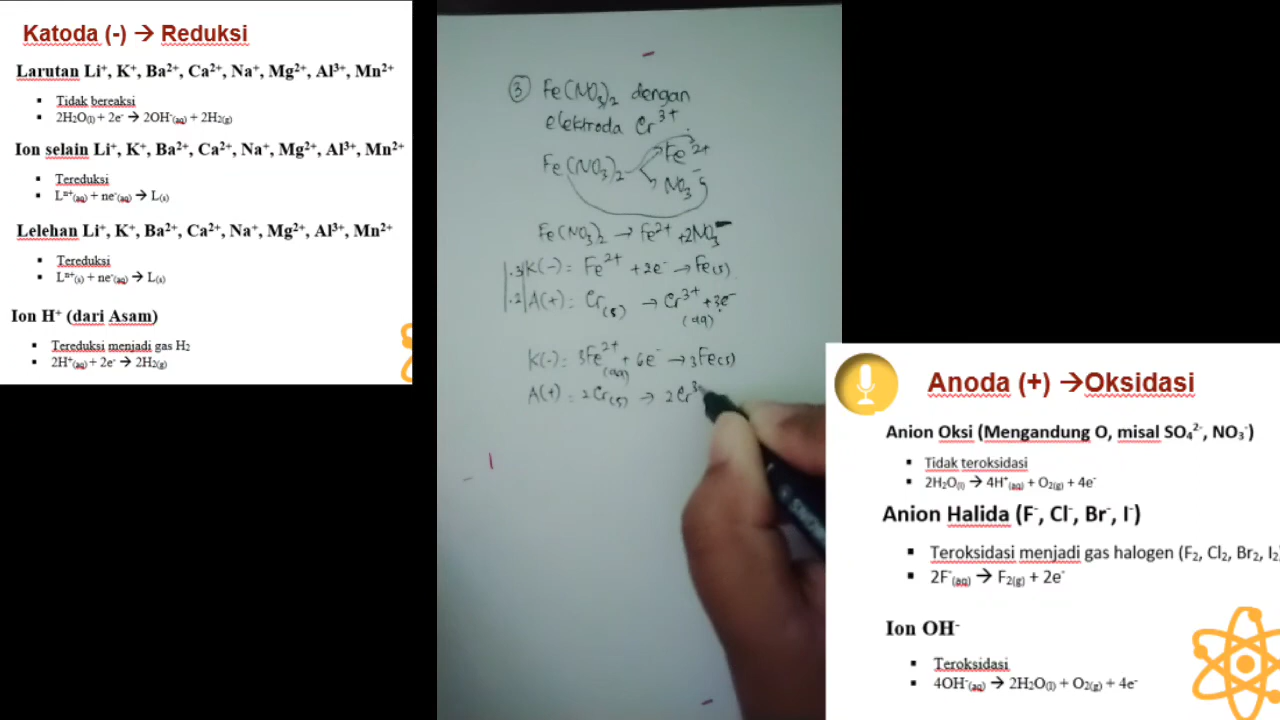 Katoda (-) → Reduksi
Larutan Li⁺, K⁺, Ba²⁺, Ca²⁺, Na⁺, Mg²⁺, Al³⁺, Mn²⁺
▪ Tidak bereaksi
▪ 2H₂O(l) + 2e⁻ → 2OH⁻(aq) + 2H₂(g)
Ion selain Li⁺, K⁺, Ba²⁺, Ca²⁺, Na⁺, Mg²⁺, Al³⁺, Mn²⁺
▪ Tereduksi
▪ Lⁿ⁺(aq) + ne⁻(aq) → L(s)
Lelehan Li⁺, K⁺, Ba²⁺, Ca²⁺, Na⁺, Mg²⁺, Al³⁺, Mn²⁺
▪ Tereduksi
▪ Lⁿ⁺(s) + ne⁻(aq) → L(s)
Ion H⁺ (dari Asam)
▪ Tereduksi menjadi gas H₂
▪ 2H⁺(aq) + 2e⁻ → 2H₂(g)
③ Fe(NO₃)₂ dengan
elektroda Cr³⁺
Fe(NO₃)₂ Fe²⁺
NO₃⁻
Fe(NO₃)₂ → Fe²⁺ + 2NO₃⁻
.3 K(-) = Fe²⁺ + 2e⁻ → Fe(s)
.2 A(+) = Cr(s) → Cr³⁺(aq) + 3e⁻
K(-) = 3Fe²⁺(aq) + 6e⁻ → 3Fe(s)
A(+) = 2Cr(s) → 2Cr³
Anoda (+) →Oksidasi
Anion Oksi (Mengandung O, misal SO₄²⁻, NO₃⁻)
▪ Tidak teroksidasi
▪ 2H₂O(l) → 4H⁺(aq) + O₂(g) + 4e⁻
Anion Halida (F⁻, Cl⁻, Br⁻, I⁻)
▪ Teroksidasi menjadi gas halogen (F₂, Cl₂, Br₂, I₂
▪ 2F⁻(aq) → F₂(g) + 2e⁻
Ion OH⁻
▪ Teroksidasi
▪ 4OH⁻(aq) → 2H₂O(l) + O₂(g) + 4e⁻